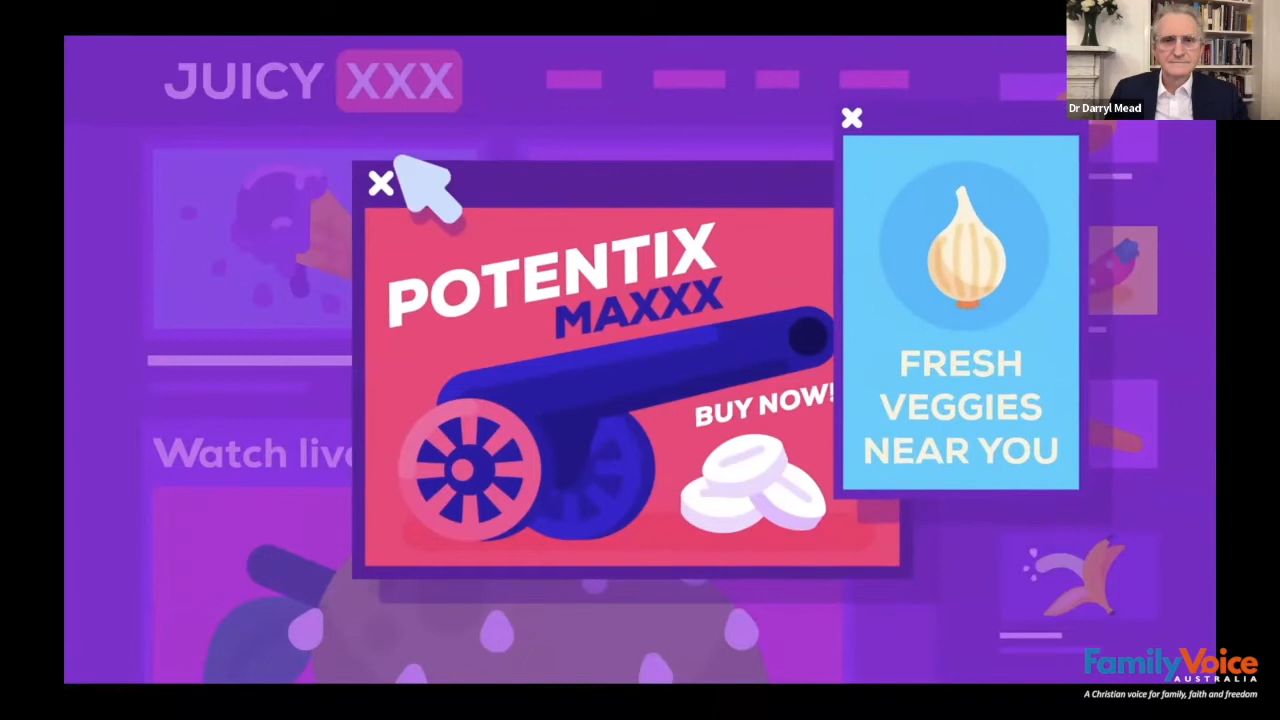 JUICY XXX
Dr Darryl Mead
POTENTIX
MAXXX
BUY NOW!
FRESH
VEGGIES
NEAR YOU
Watch live
FamilyVoice
AUSTRALIA
A Christian voice for family, faith and freedom